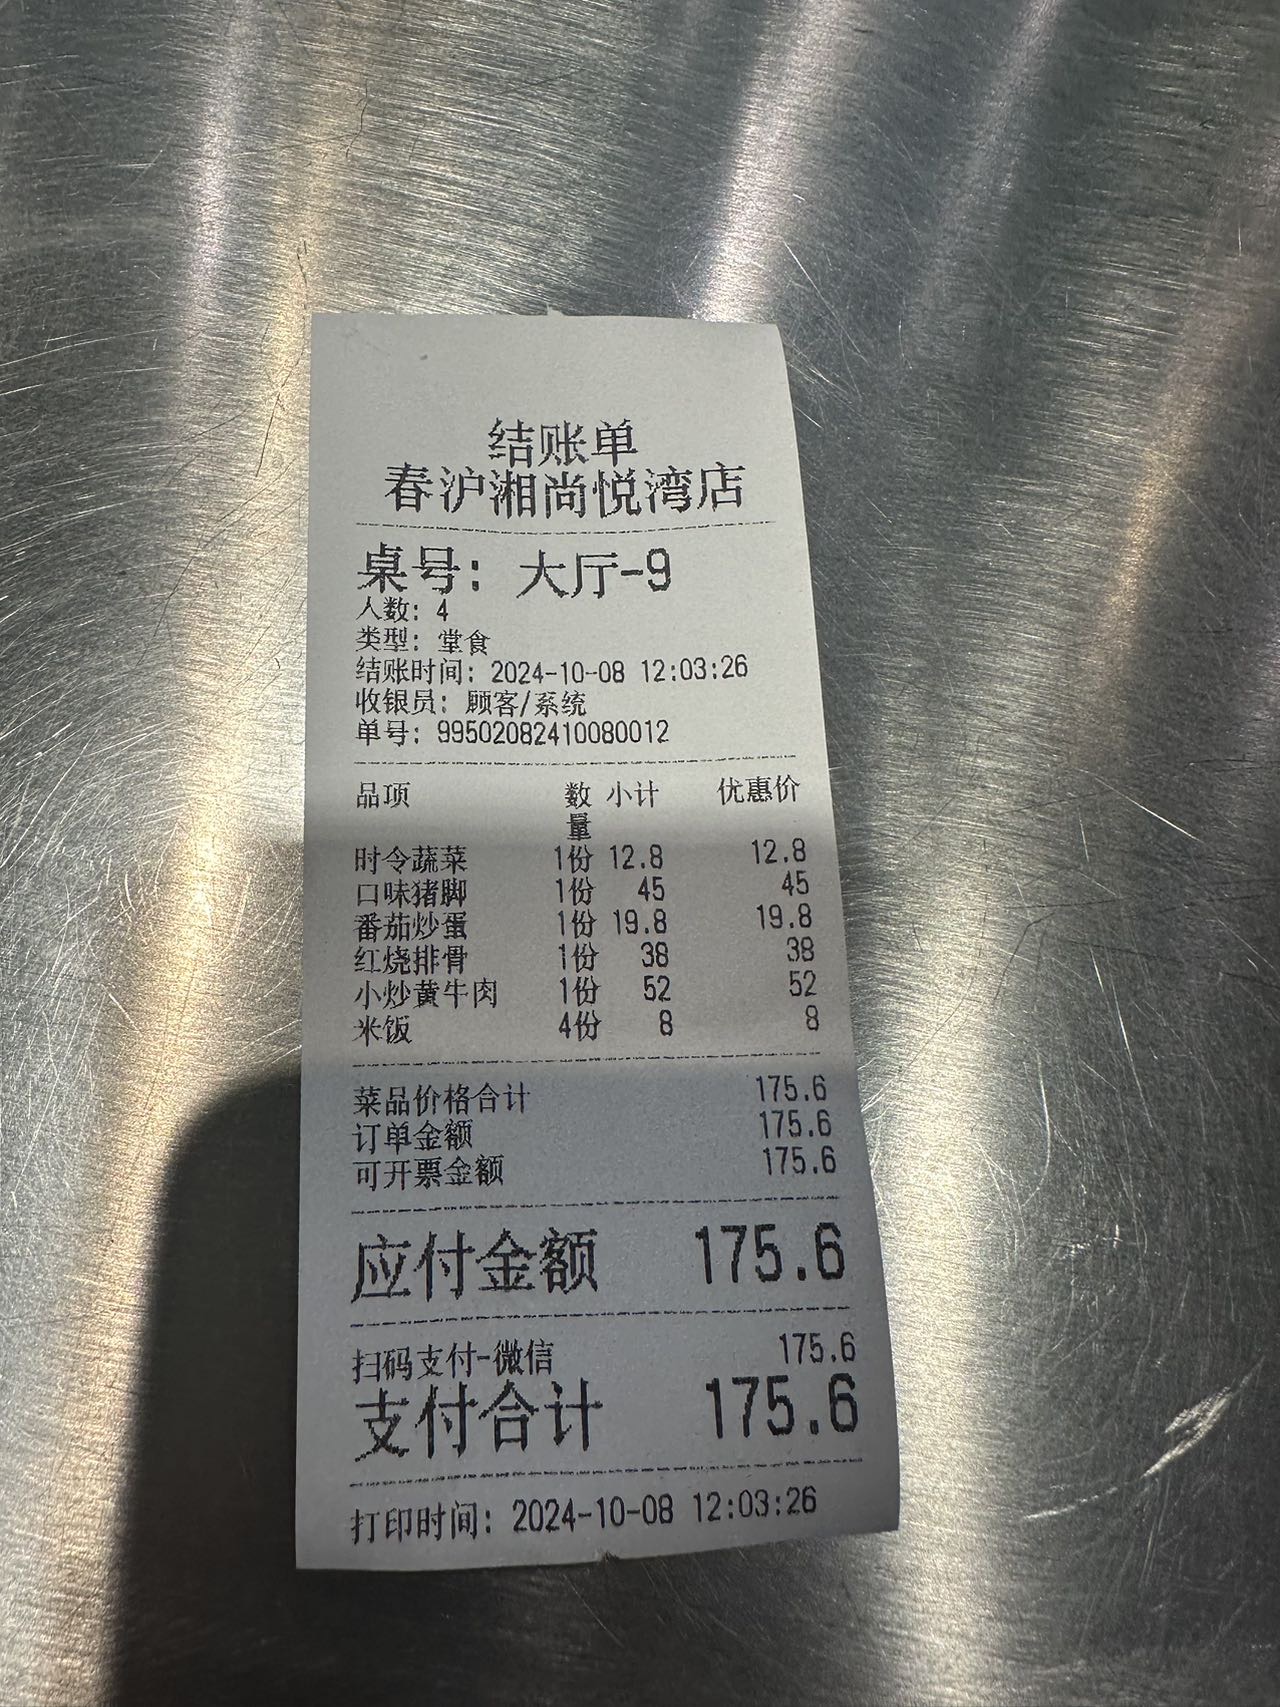 结账单
春沪湘尚悦湾店
桌号: 大厅-9
人数: 4
类型: 堂食
结账时间: 2024-10-08 12:03:26
收银员: 顾客/系统
单号: 99502082410080012
品项 数量 小计 优惠价
时令蔬菜 1份 12.8 12.8
口味猪脚 1份 45 45
番茄炒蛋 1份 19.8 19.8
红烧排骨 1份 38 38
小炒黄牛肉 1份 52 52
米饭 4份 8 8
菜品价格合计 175.6
订单金额 175.6
可开票金额 175.6
应付金额 175.6
扫码支付-微信 175.6
支付合计 175.6
打印时间: 2024-10-08 12:03:26